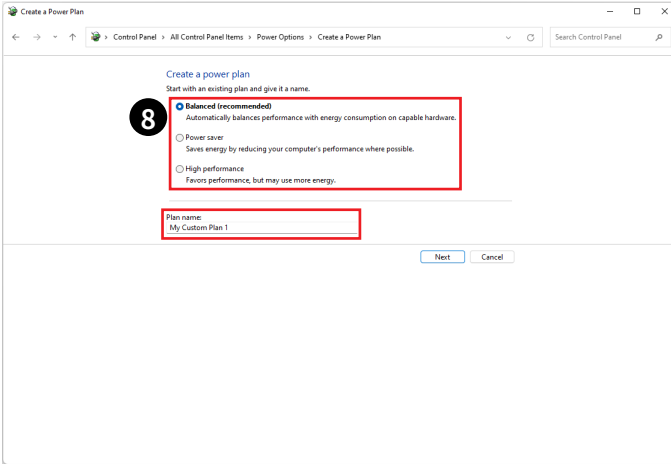 Create a Power Plan
Control Panel > All Control Panel Items > Power Options > Create a Power Plan
Search Control Panel
Create a power plan
Start with an existing plan and give it a name.
8
Balanced (recommended)
Automatically balances performance with energy consumption on capable hardware.
Power saver
Saves energy by reducing your computer's performance where possible.
High performance
Favors performance, but may use more energy.
Plan name:
My Custom Plan 1
Next Cancel